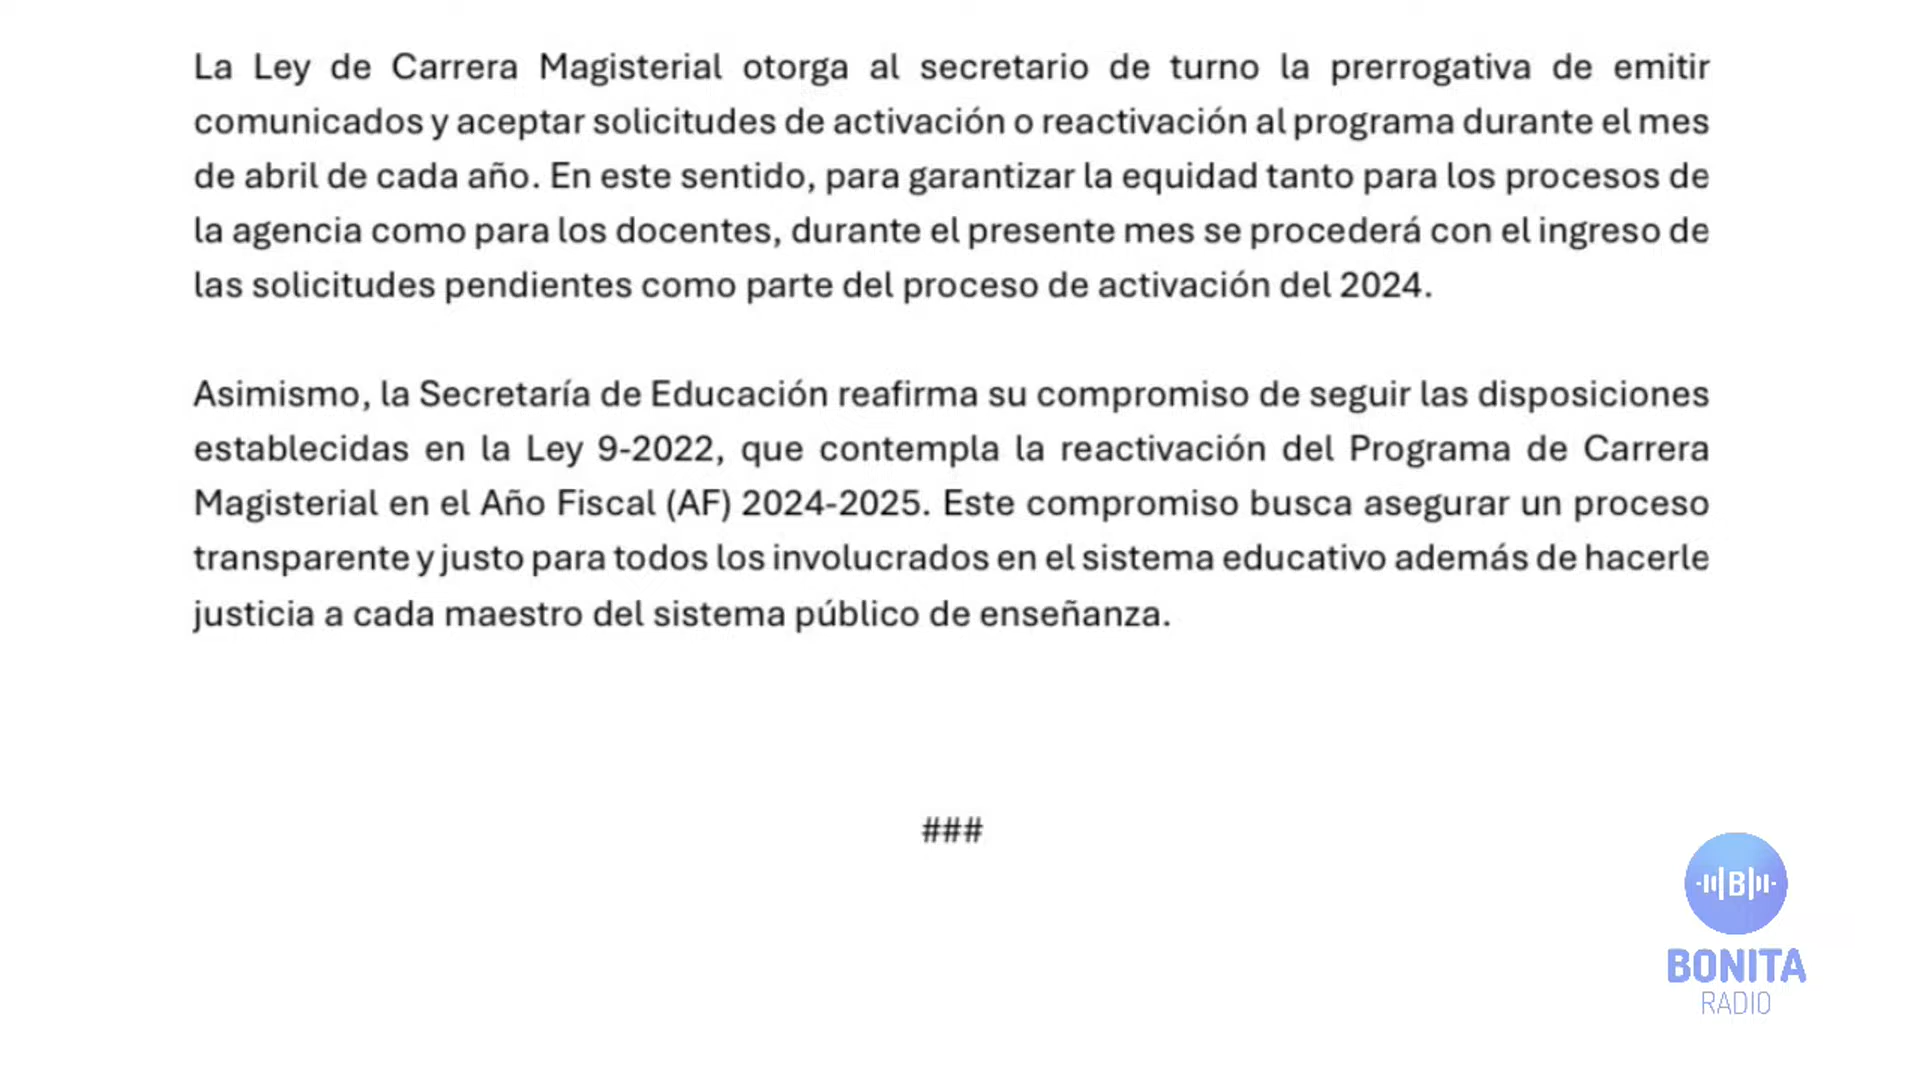 La Ley de Carrera Magisterial otorga al secretario de turno la prerrogativa de emitir
comunicados y aceptar solicitudes de activación o reactivación al programa durante el mes
de abril de cada año. En este sentido, para garantizar la equidad tanto para los procesos de
la agencia como para los docentes, durante el presente mes se procederá con el ingreso de
las solicitudes pendientes como parte del proceso de activación del 2024.
Asimismo, la Secretaría de Educación reafirma su compromiso de seguir las disposiciones
establecidas en la Ley 9-2022, que contempla la reactivación del Programa de Carrera
Magisterial en el Año Fiscal (AF) 2024-2025. Este compromiso busca asegurar un proceso
transparente y justo para todos los involucrados en el sistema educativo además de hacerle
justicia a cada maestro del sistema público de enseñanza.
###
B
BONITA
RADIO